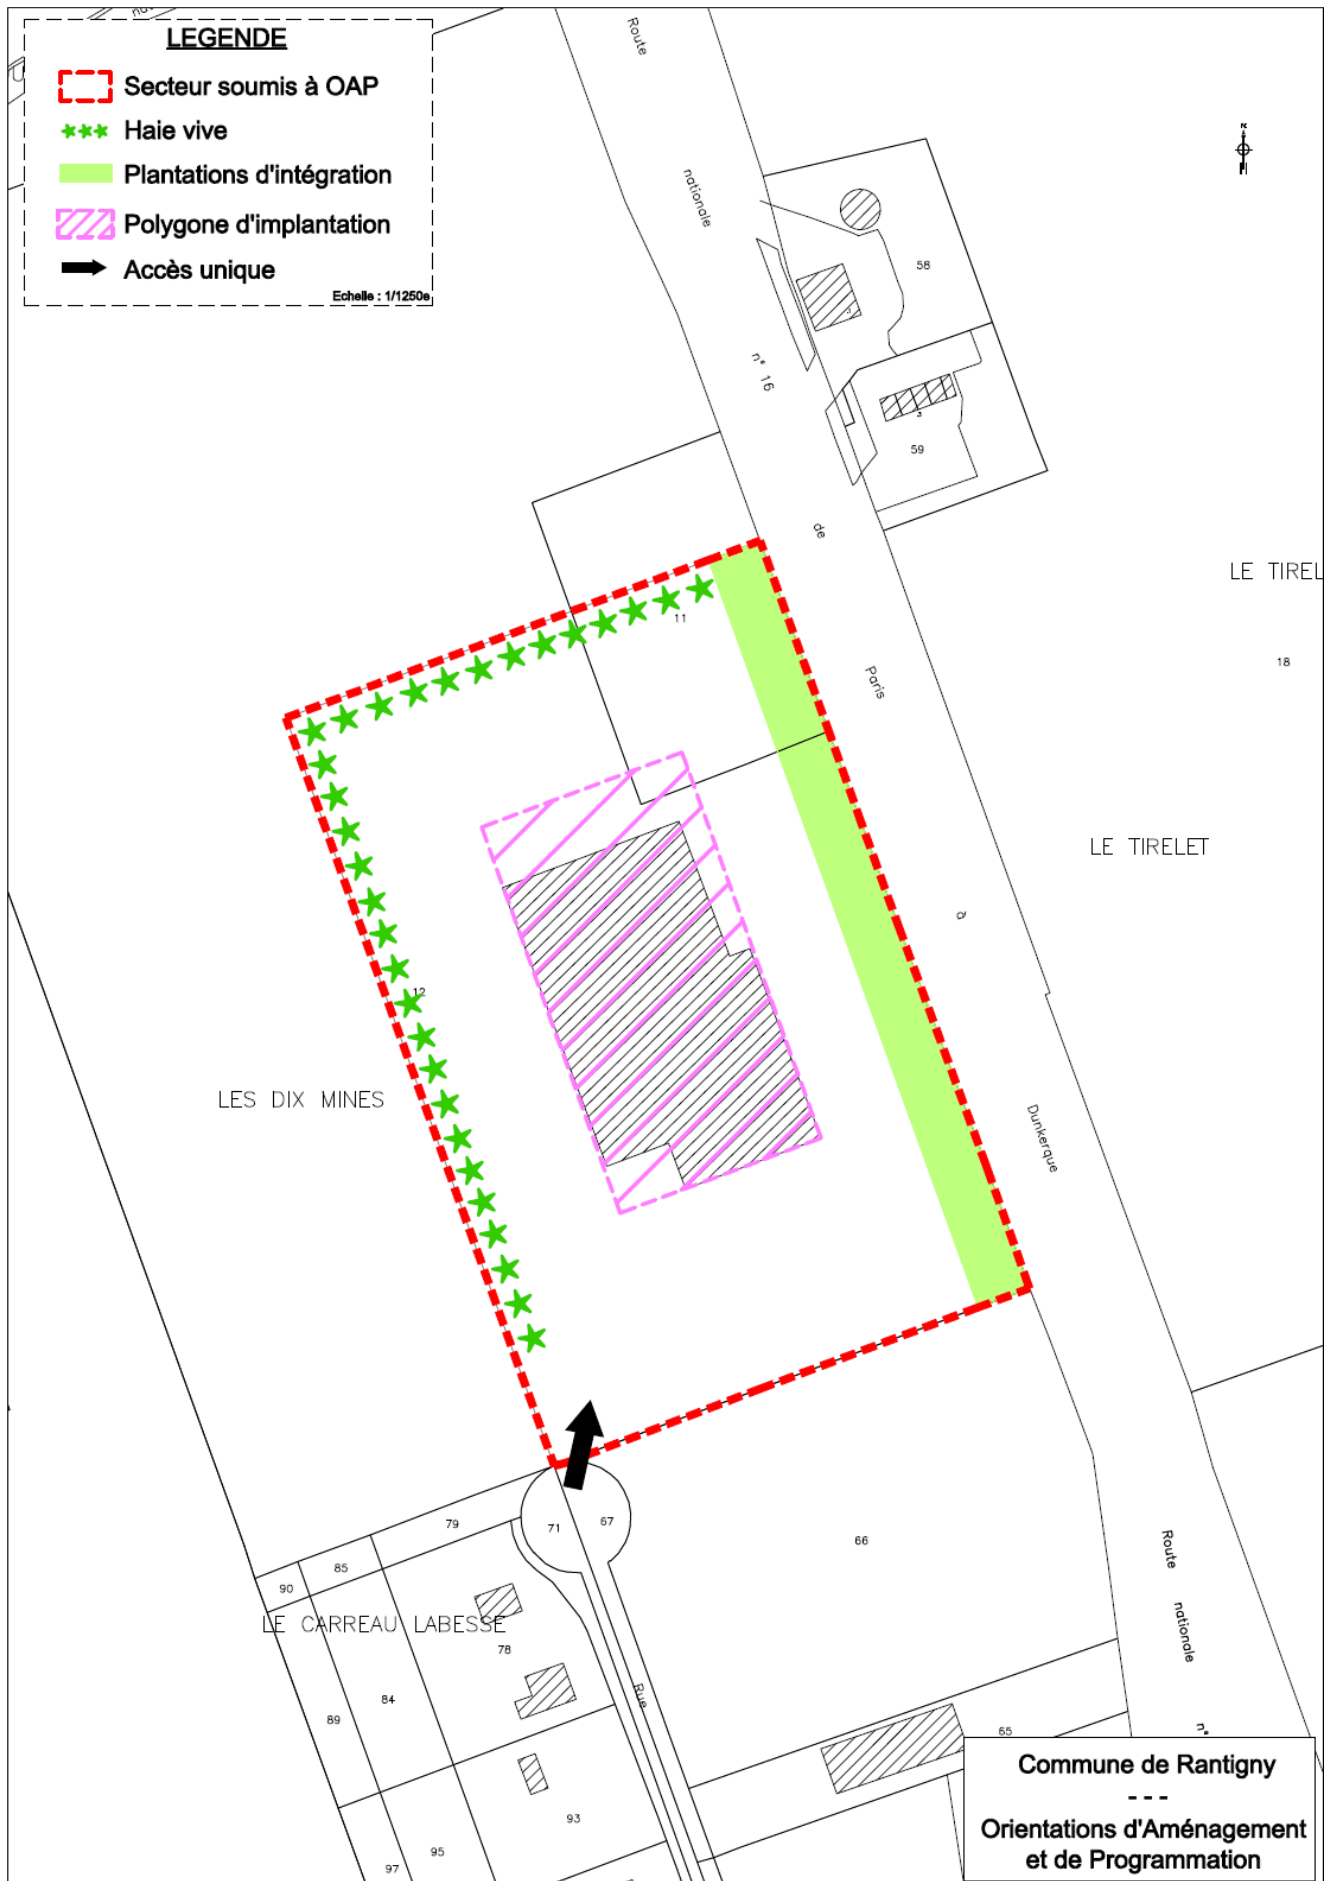 LEGENDE
Secteur soumis à OAP
Haie vive
Plantations d'intégration
Polygone d'implantation
Accès unique
Echelle : 1/1250e
Route
nationale
n° 16
de
Paris
à
Dunkerque
Route
nationale
n°
N
58
3
59
LE TIREL
18
11
LE TIRELET
12
LES DIX MINES
79
71
67
66
85
90
LE CARREAU LABESSE
78
84
89
Rue
65
93
95
97
Commune de Rantigny
- - -
Orientations d'Aménagement
et de Programmation